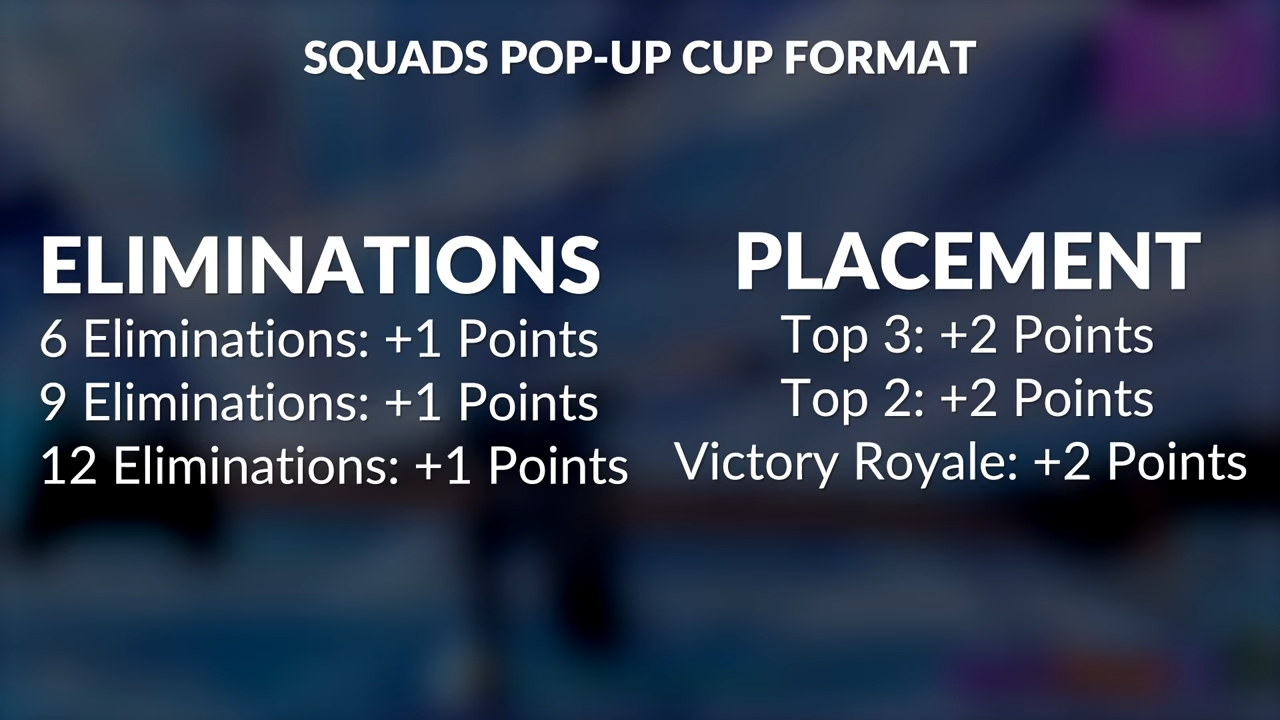 SQUADS POP-UP CUP FORMAT
ELIMINATIONS
6 Eliminations: +1 Points
9 Eliminations: +1 Points
12 Eliminations: +1 Points
PLACEMENT
Top 3: +2 Points
Top 2: +2 Points
Victory Royale: +2 Points